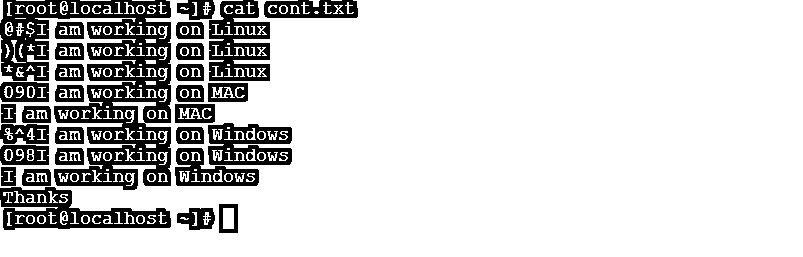 [root@localhost ~]# cat cont.txt
@#$I am working on Linux
)(*I am working on Linux
*&^I am working on Linux
090I am working on MAC
I am working on MAC
%^4I am working on Windows
098I am working on Windows
I am working on Windows
Thanks
[root@localhost ~]#